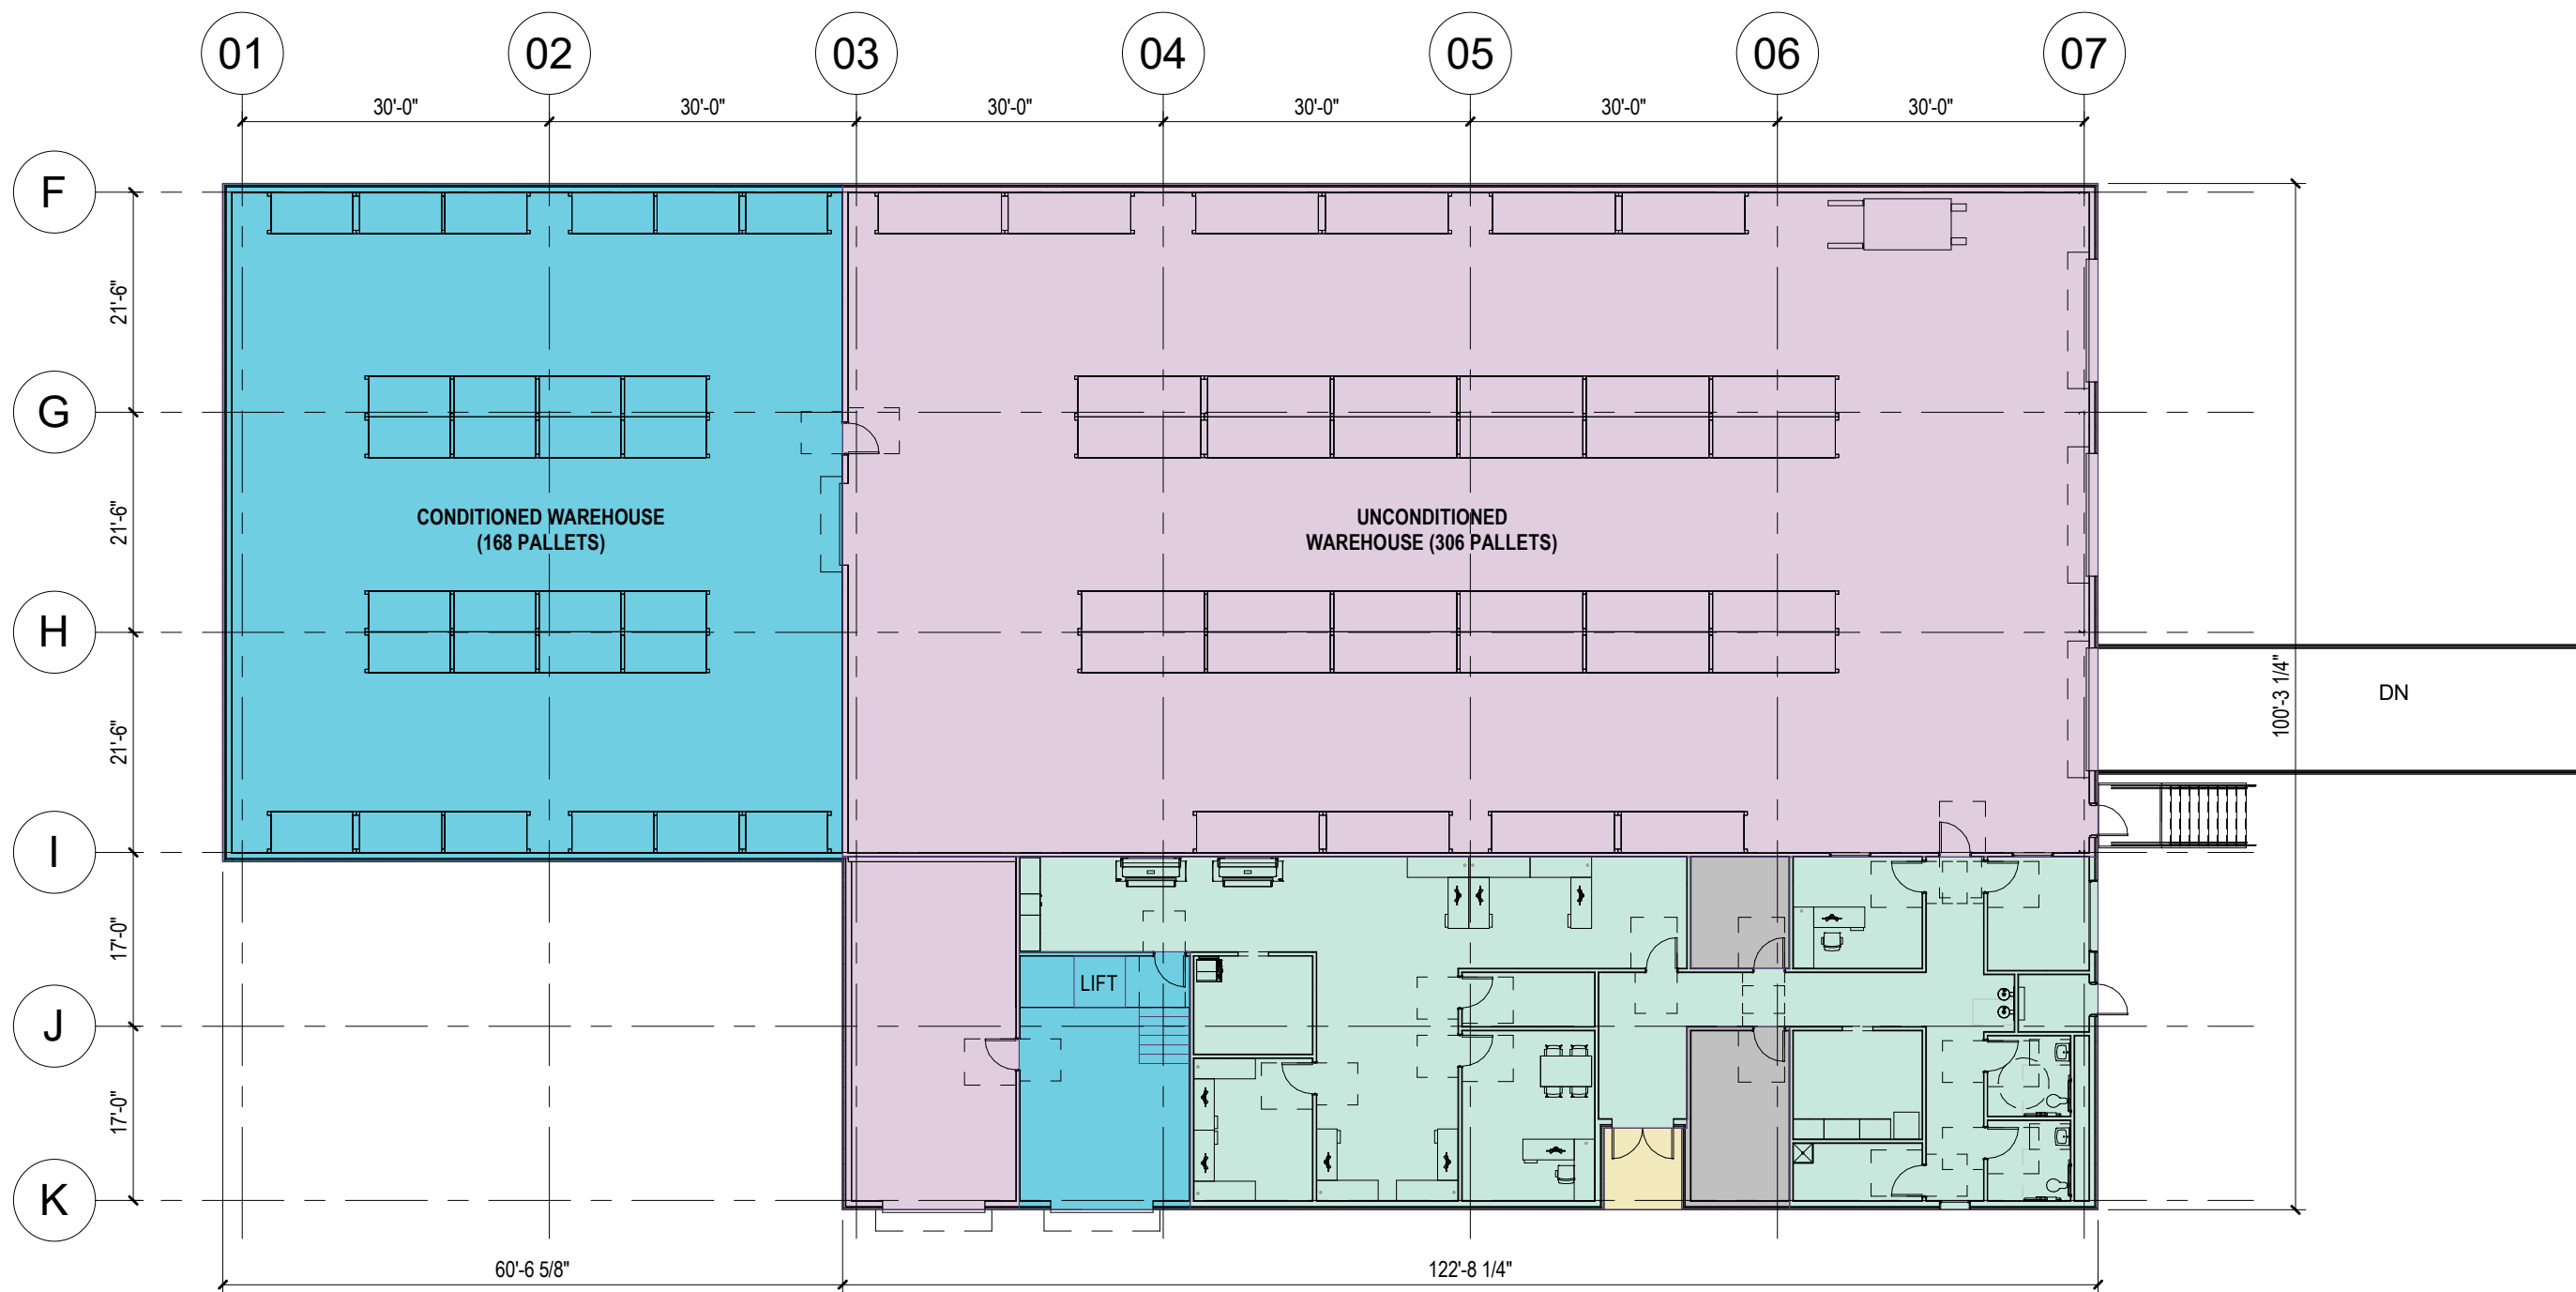 01 02 03 04 05 06 07
30'-0" 30'-0" 30'-0" 30'-0" 30'-0" 30'-0"
F
21'-6"
G
21'-6"
CONDITIONED WAREHOUSE
(168 PALLETS)
UNCONDITIONED
WAREHOUSE (306 PALLETS)
H
21'-6"
100'-3 1/4"
DN
I
17'-0"
LIFT
J
17'-0"
K
60'-6 5/8" 122'-8 1/4"